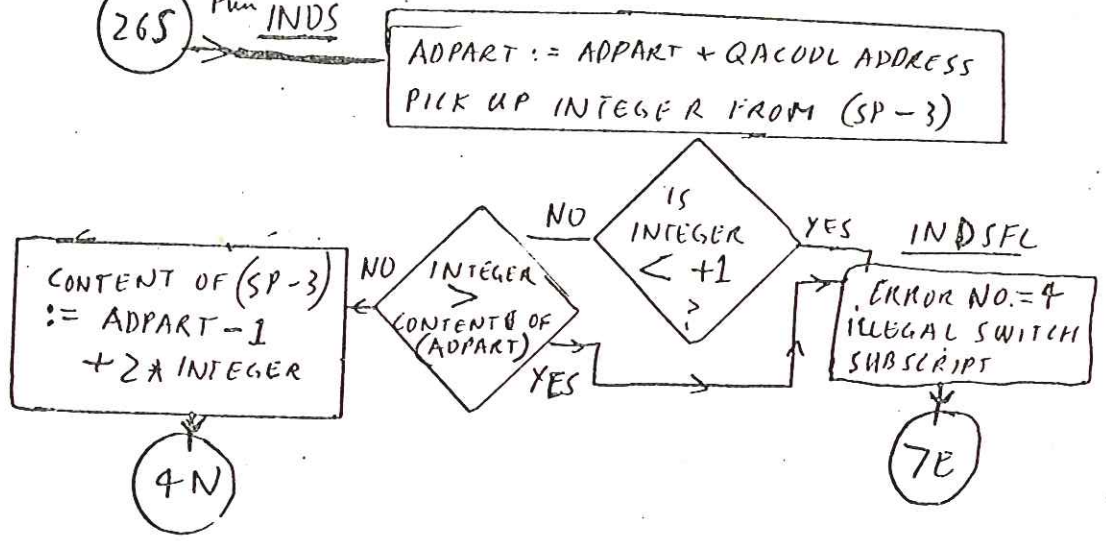 26S
INDS
ADPART := ADPART + QACODL ADDRESS
PICK UP INTEGER FROM (SP-3)
IS
INTEGER
< +1
?
NO
YES
INDSFL
INTEGER
>
CONTENT OF
(ADPART)
NO
YES
ERROR NO.=4
ILLEGAL SWITCH
SUBSCRIPT
CONTENT OF (SP-3)
:= ADPART-1
+2* INTEGER
4N
7E